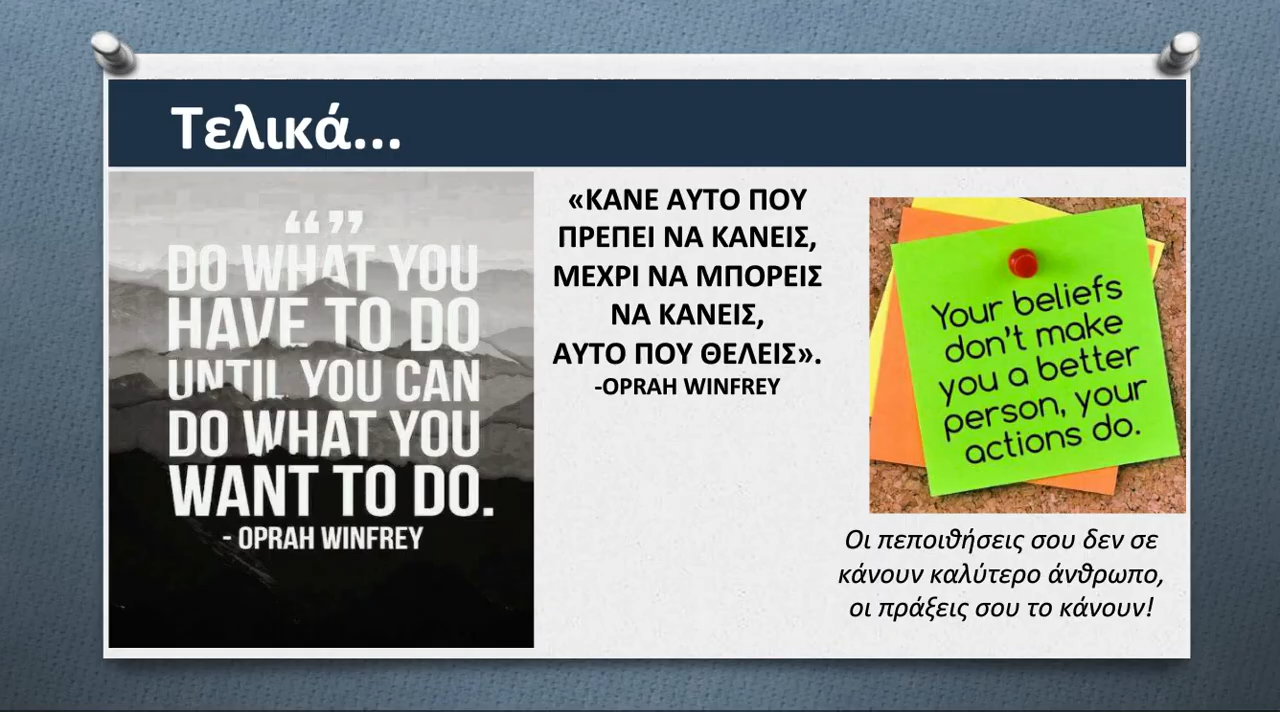 Τελικά...
“”
DO WHAT YOU
HAVE TO DO
UNTIL YOU CAN
DO WHAT YOU
WANT TO DO.
- OPRAH WINFREY
«ΚΑΝΕ ΑΥΤΟ ΠΟΥ
ΠΡΕΠΕΙ ΝΑ ΚΑΝΕΙΣ,
ΜΕΧΡΙ ΝΑ ΜΠΟΡΕΙΣ
ΝΑ ΚΑΝΕΙΣ,
ΑΥΤΟ ΠΟΥ ΘΕΛΕΙΣ».
-OPRAH WINFREY
Your beliefs
don't make
you a better
person, your
actions do.
Οι πεποιθήσεις σου δεν σε
κάνουν καλύτερο άνθρωπο,
οι πράξεις σου το κάνουν!